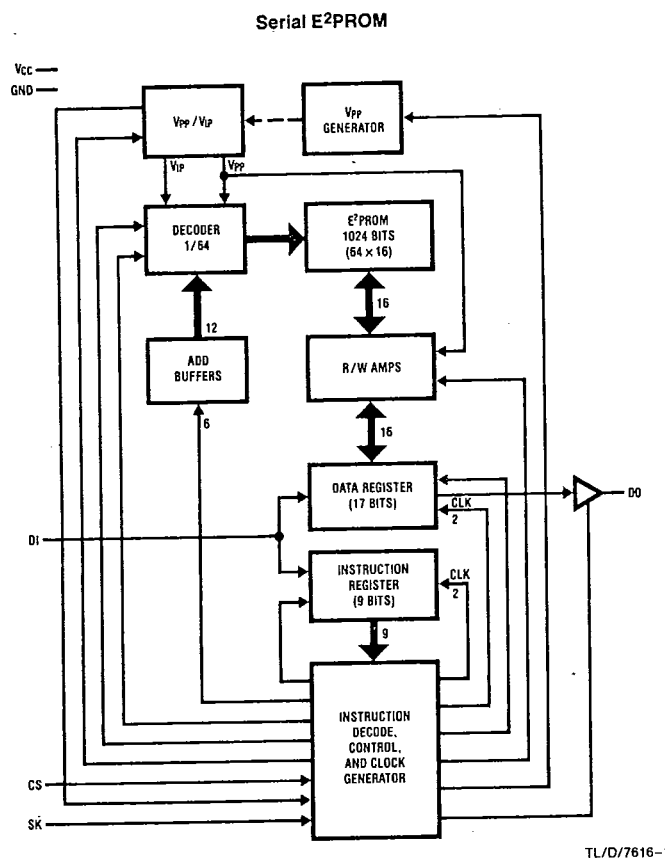 Serial E²PROM
VCC
GND
VPP/VIP
VPP
GENERATOR
VIP
VPP
DECODER
1/64
E²PROM
1024 BITS
(64 × 16)
16
12
ADD
BUFFERS
R/W AMPS
6
16
DATA REGISTER
(17 BITS)
CLK
2
DO
DI
INSTRUCTION
REGISTER
(9 BITS)
CLK
2
9
INSTRUCTION
DECODE,
CONTROL,
AND CLOCK
GENERATOR
CS
SK
TL/D/7616-